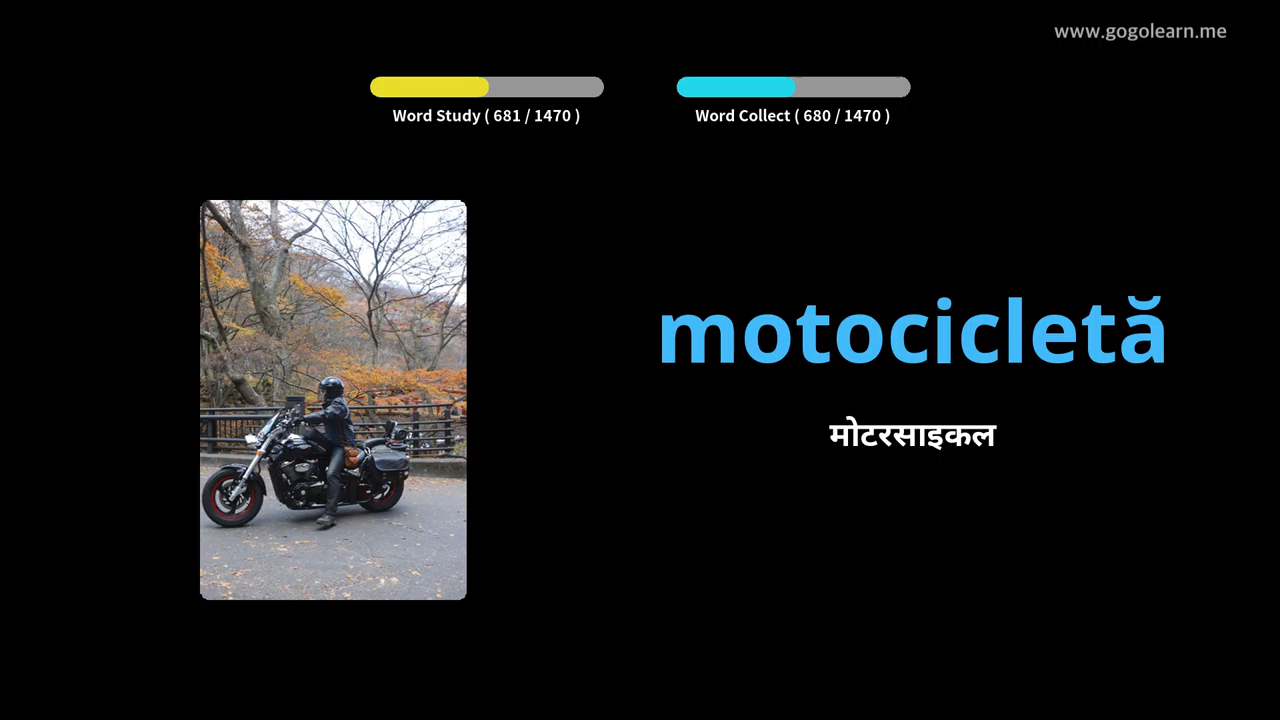 www.gogolearn.me
Word Study ( 681 / 1470 )
Word Collect ( 680 / 1470 )
motocicletă
मोटरसाइकल